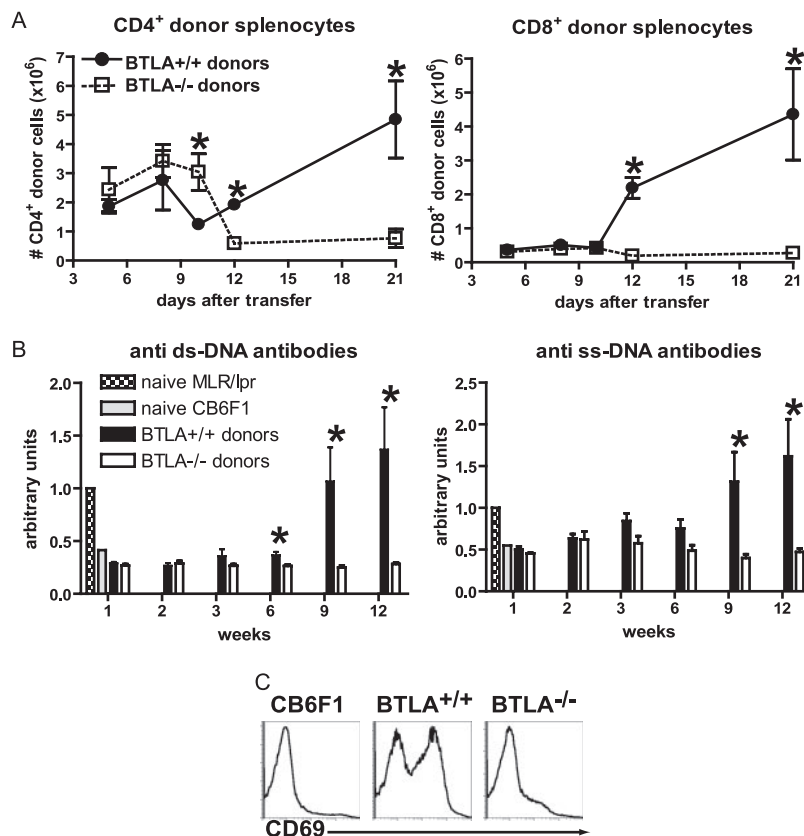 A
CD4+ donor splenocytes
BTLA+/+ donors
BTLA-/- donors
# CD4+ donor cells (x10⁶)
7
6
5
4
3
2
1
0
*
*
*
3 6 9 12 15 18 21
days after transfer
CD8+ donor splenocytes
# CD8+ donor cells (x10⁶)
6
5
4
3
2
1
0
*
*
3 6 9 12 15 18 21
days after transfer
B
anti ds-DNA antibodies
naive MLR/lpr
naive CB6F1
BTLA+/+ donors
BTLA-/- donors
arbitrary units
2.0
1.5
1.0
0.5
0.0
*
*
*
1 2 3 6 9 12
weeks
anti ss-DNA antibodies
arbitrary units
2.5
2.0
1.5
1.0
0.5
0.0
*
*
1 2 3 6 9 12
weeks
C
CB6F1 BTLA+/+ BTLA-/-
CD69